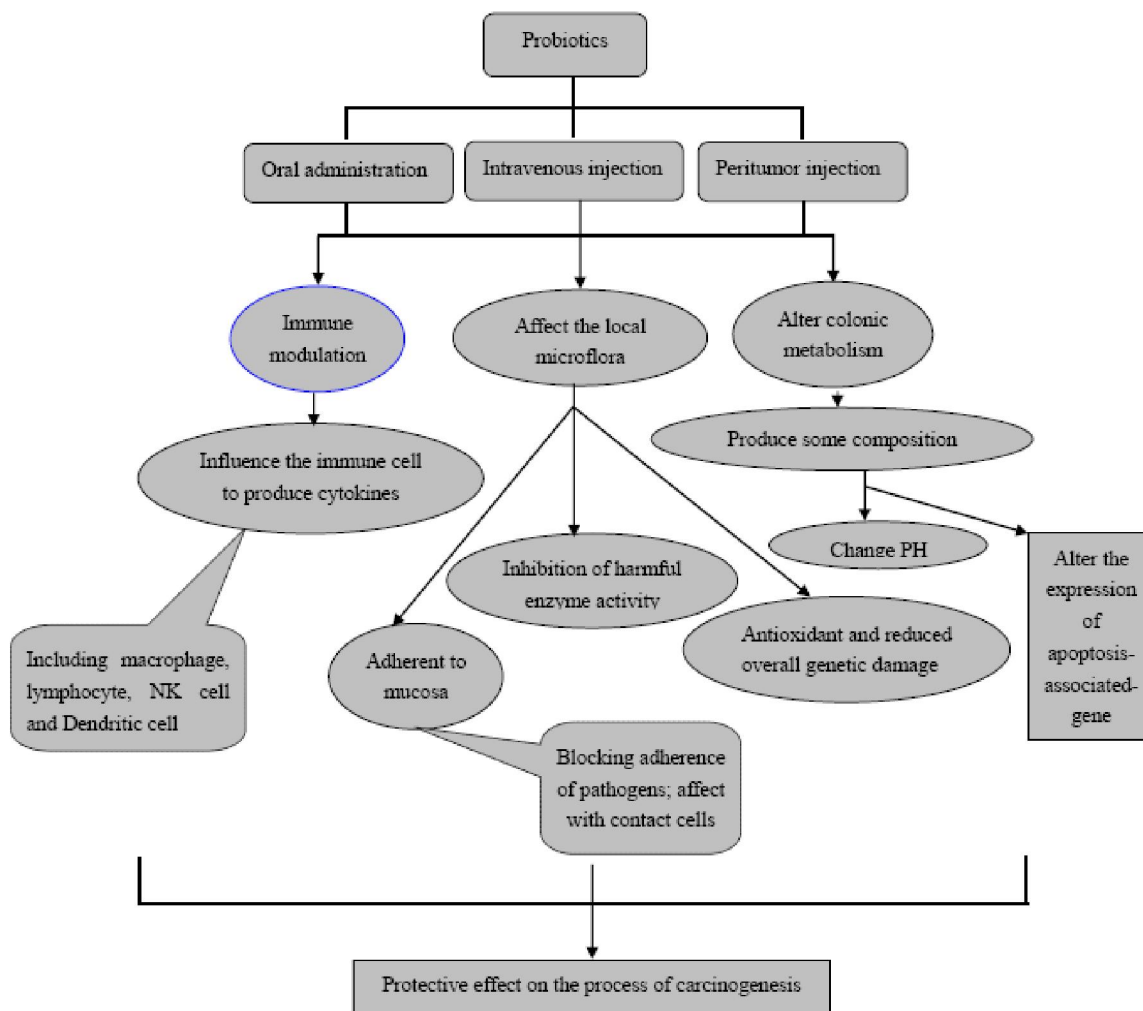 Probiotics
Oral administration
Intravenous injection
Peritumor injection
Immune
modulation
Affect the local
microflora
Alter colonic
metabolism
Influence the immune cell
to produce cytokines
Produce some composition
Change PH
Alter the
expression
of
apoptosis-
associated-
gene
Inhibition of harmful
enzyme activity
Antioxidant and reduced
overall genetic damage
Including macrophage,
lymphocyte, NK cell
and Dendritic cell
Adherent to
mucosa
Blocking adherence
of pathogens; affect
with contact cells
Protective effect on the process of carcinogenesis